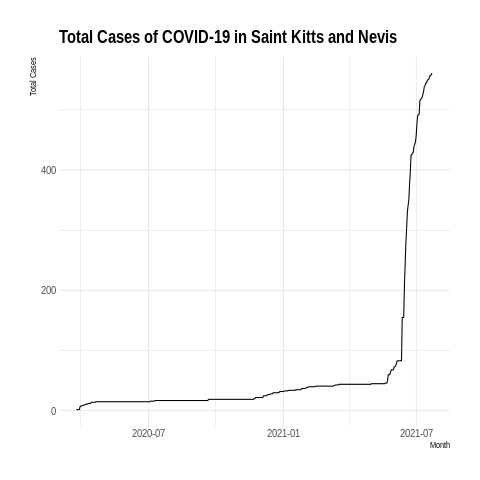 Total Cases of COVID-19 in Saint Kitts and Nevis
Total Cases
400
200
0
2020-07
2021-01
2021-07
Month